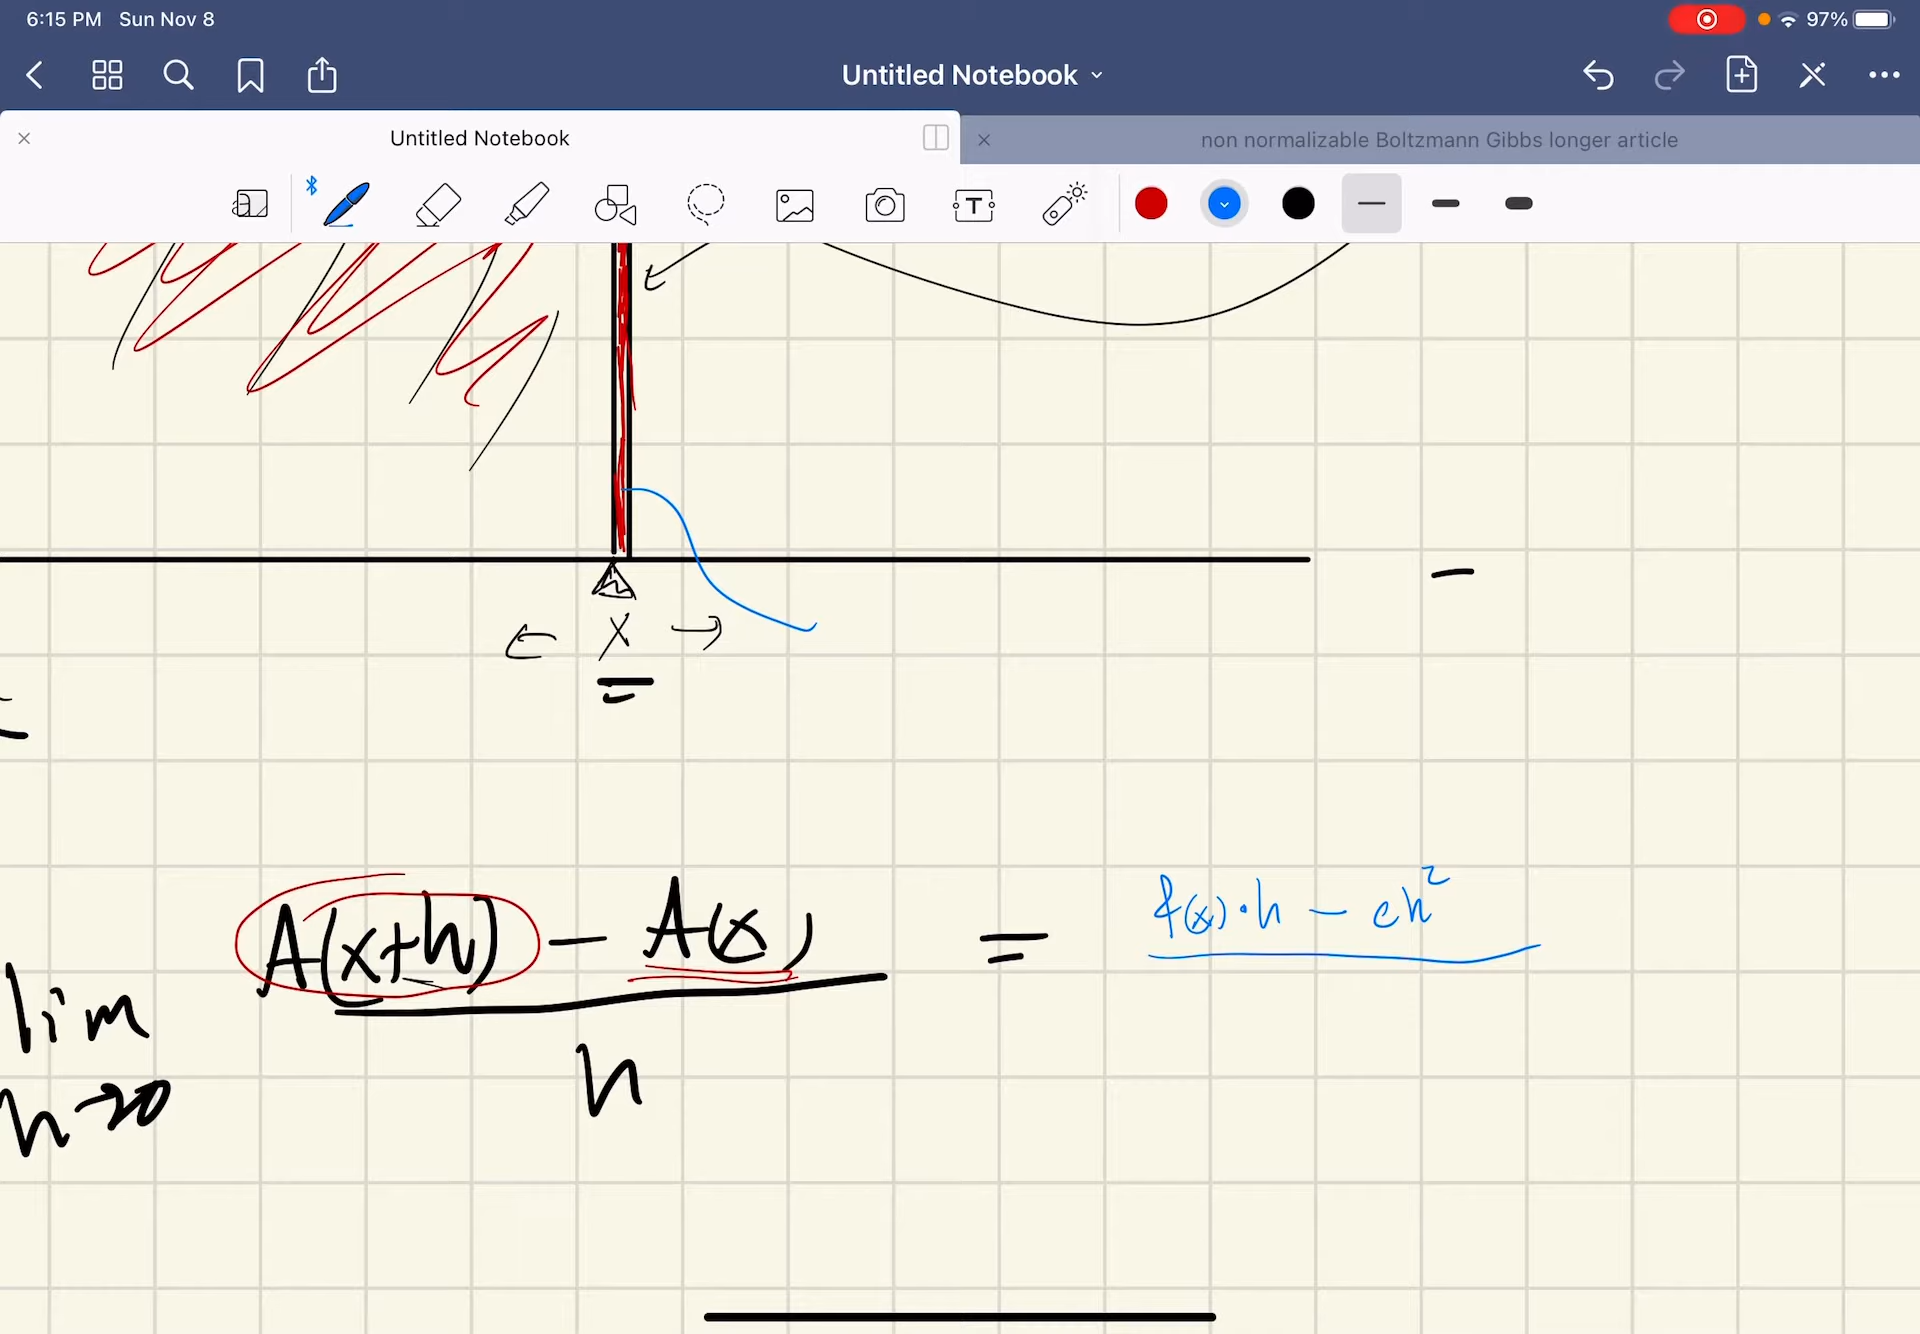 6:15 PM Sun Nov 8
97%
Untitled Notebook
Untitled Notebook
non normalizable Boltzmann Gibbs longer article
T
X
lim
h→0
A(x+h) − A(x)
h
=
f(x)·h − ch²